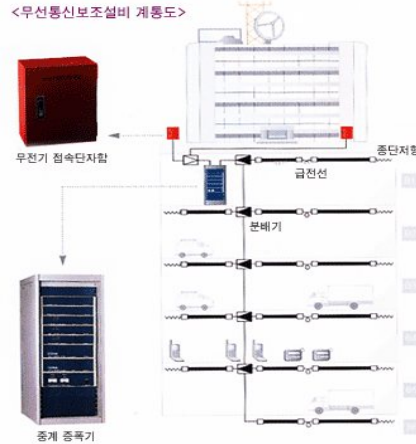 <무선통신보조설비 계통도>
무전기 접속단자함
종단저항
급전선
분배기
중계 증폭기